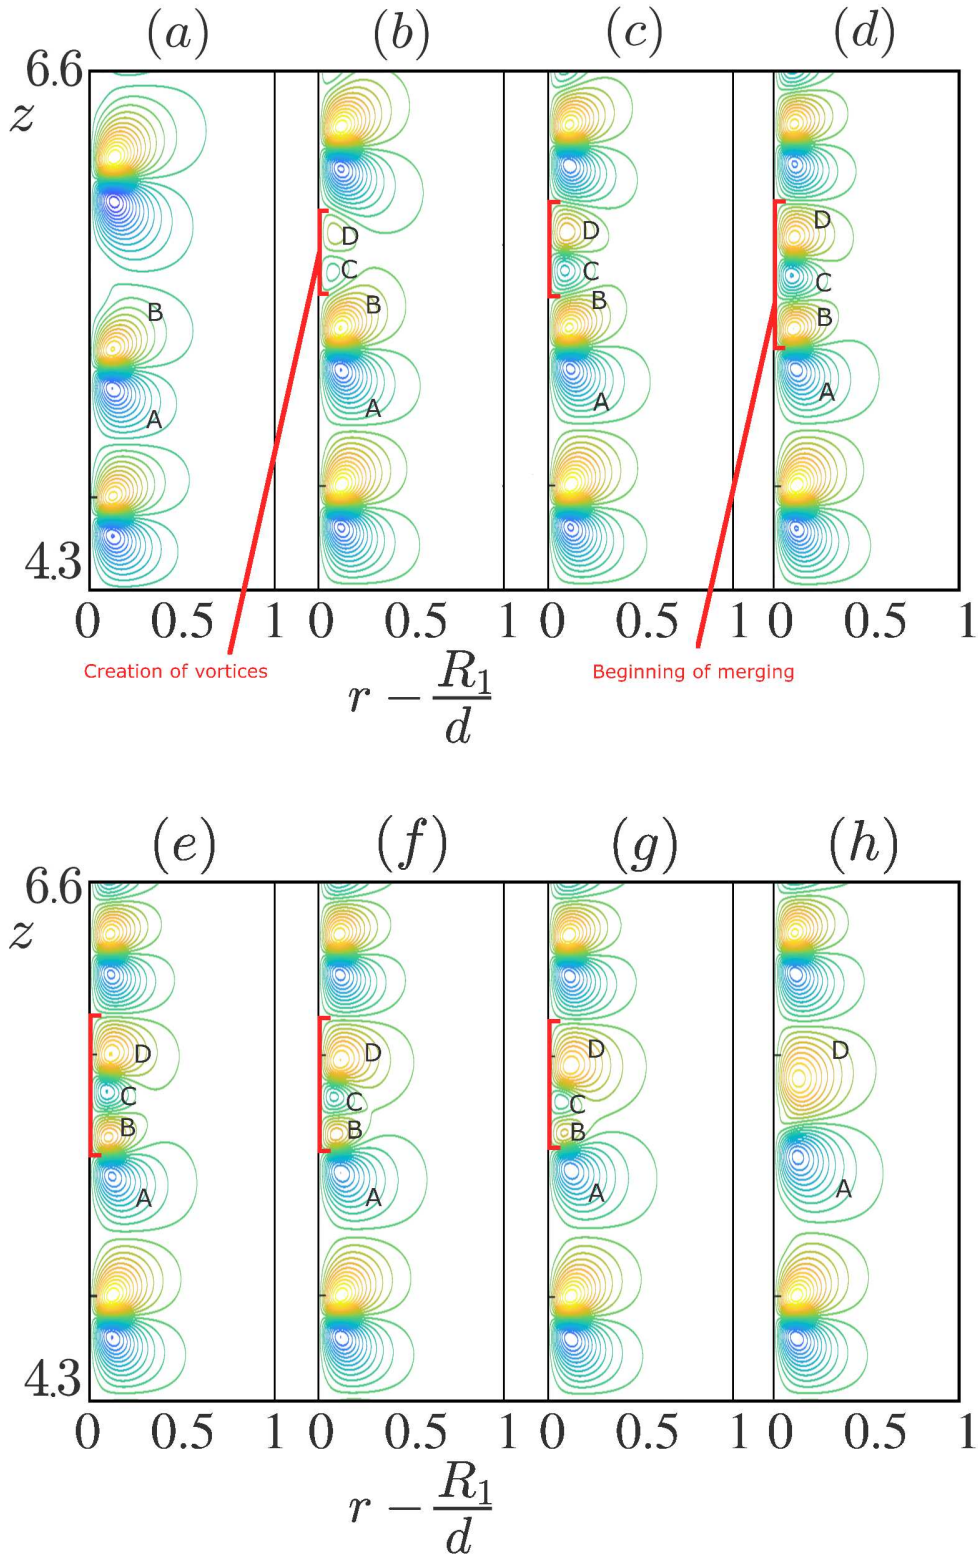 (a) (b) (c) (d)
6.6
z
D
D
D
C
C
C
B
B
B
B
A
A
A
A
4.3
0 0.5 1 0 0.5 1 0 0.5 1 0 0.5 1
Creation of vortices
Beginning of merging
r − R₁/d
(e) (f) (g) (h)
6.6
z
D
D
D
D
C
C
C
B
B
B
A
A
A
A
4.3
0 0.5 1 0 0.5 1 0 0.5 1 0 0.5 1
r − R₁/d